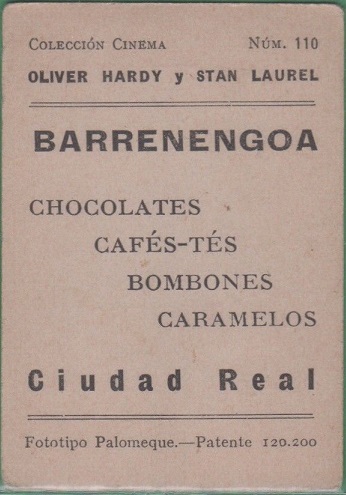 Colección Cinema Núm. 110
OLIVER HARDY y STAN LAUREL
BARRENENGOA
CHOCOLATES
CAFÉS-TÉS
BOMBONES
CARAMELOS
Ciudad Real
Fototipo Palomeque.—Patente 120.200